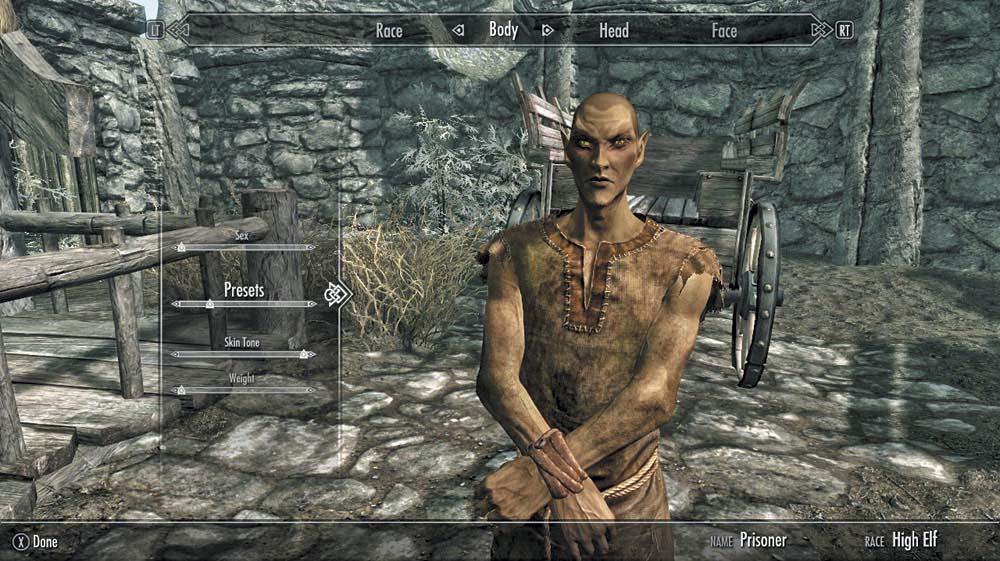 LT Race Body Head Face RT
Sex
Presets
Skin Tone
Weight
X Done NAME Prisoner RACE High Elf